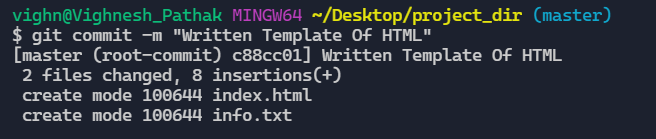 vighn@Vighnesh_Pathak MINGW64 ~/Desktop/project_dir (master)
$ git commit -m "Written Template Of HTML"
[master (root-commit) c88cc01] Written Template Of HTML
 2 files changed, 8 insertions(+)
 create mode 100644 index.html
 create mode 100644 info.txt